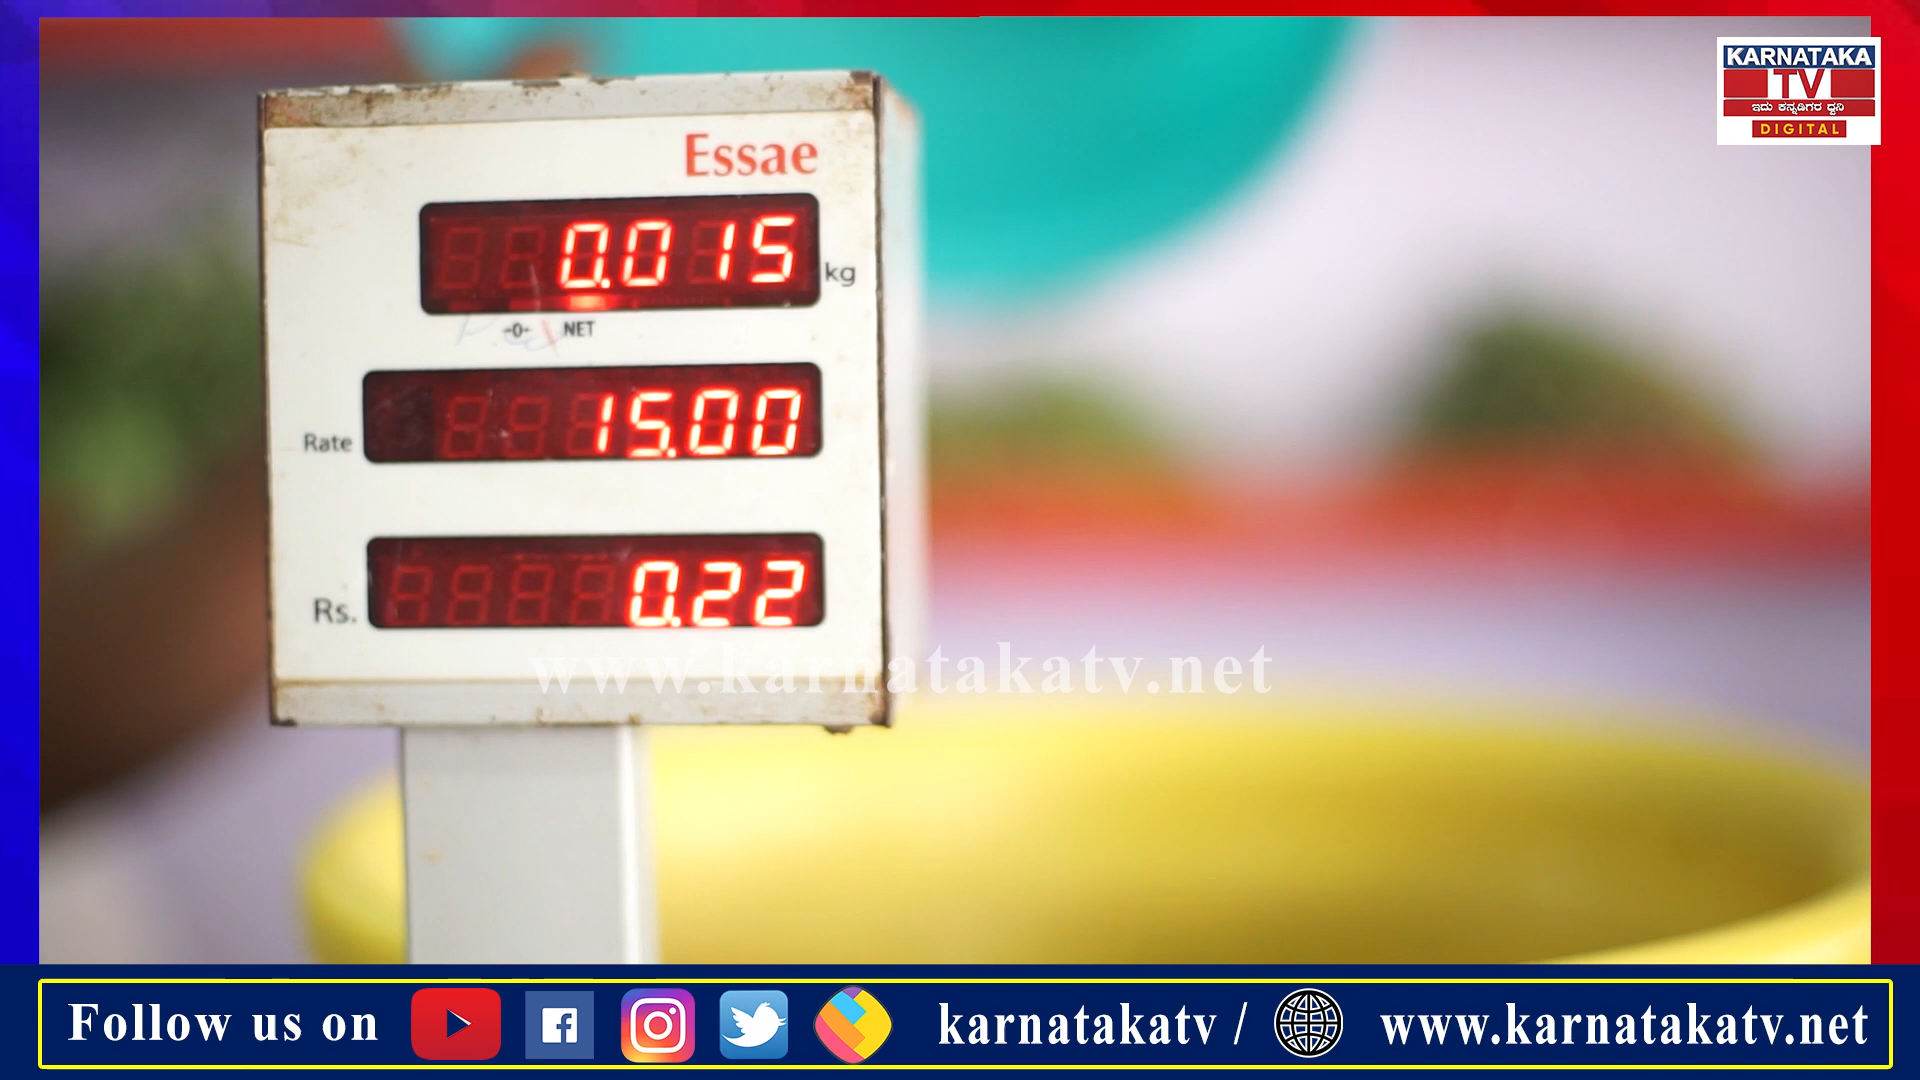 KARNATAKA
TV
ಇದು ಕನ್ನಡಿಗರ ಧ್ವನಿ
DIGITAL
Essae
0.015 kg
-0- NET
Rate 15.00
Rs. 0.22
www.karnatakatv.net
Follow us on karnatakatv / www.karnatakatv.net